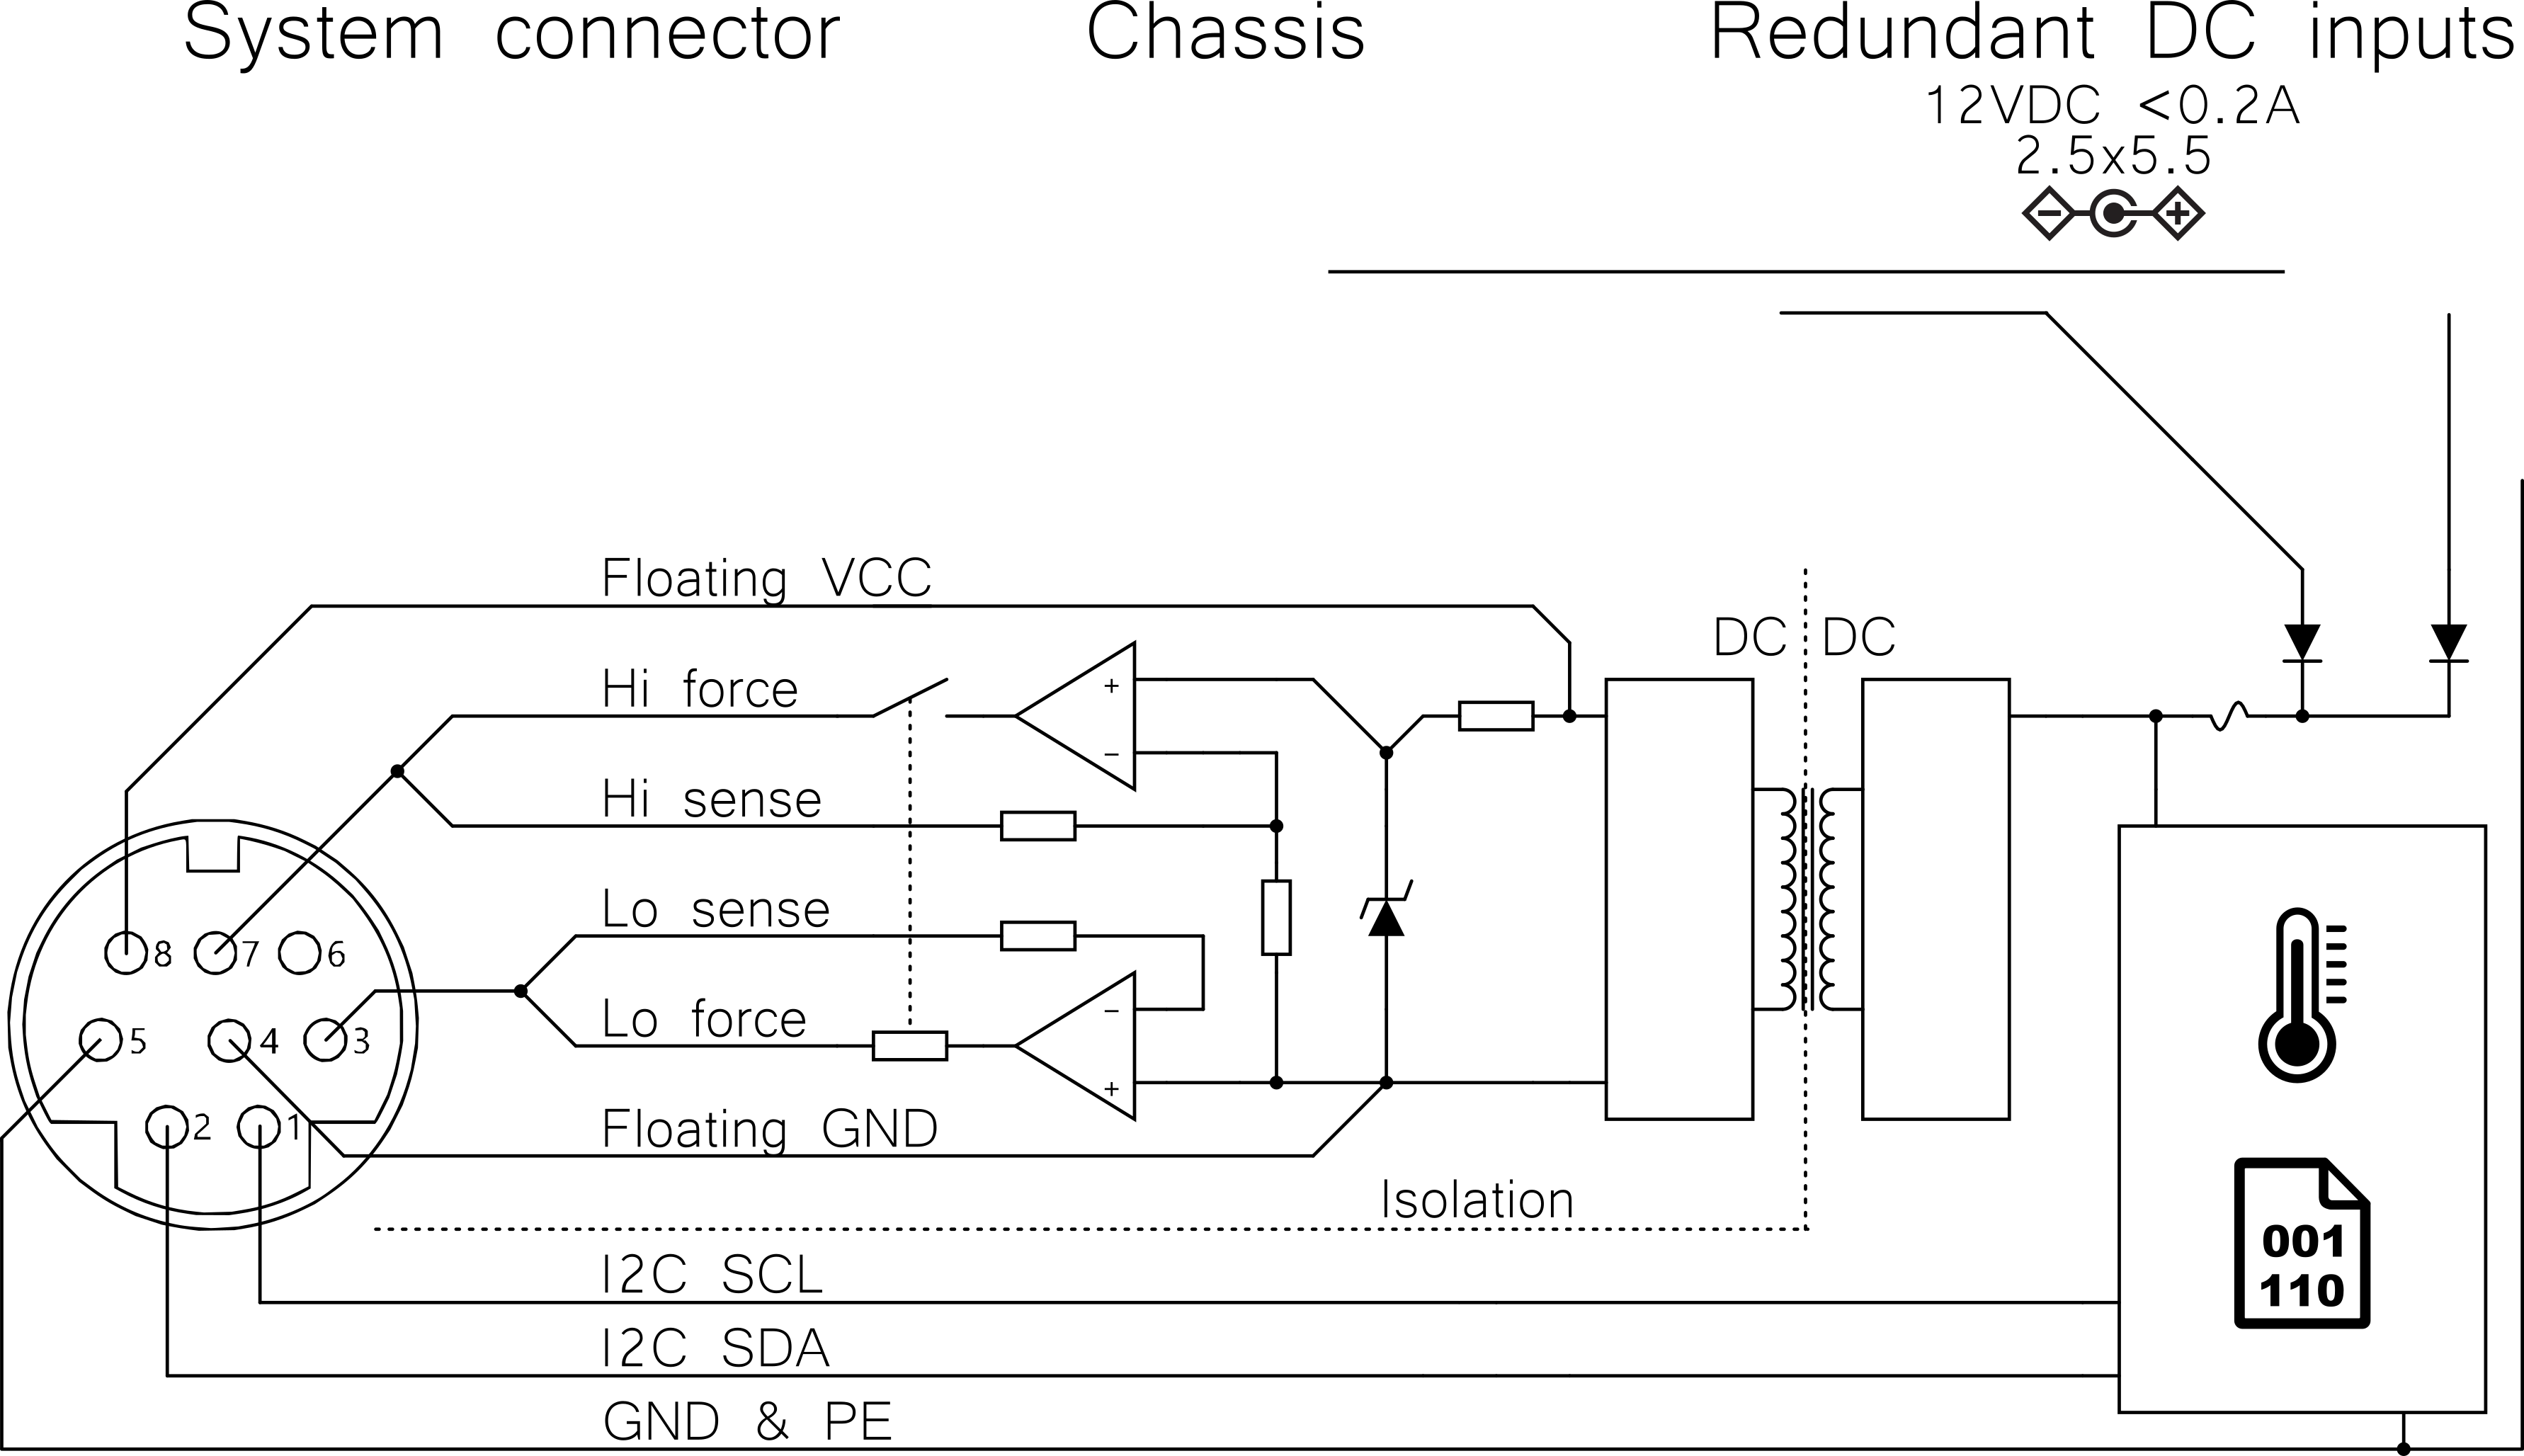 System connector
Chassis
Redundant DC inputs
12VDC <0.2A
2.5x5.5
− +
Floating VCC
DC DC
Hi force
+
−
Hi sense
Lo sense
8 7 6
Lo force
−
5 4 3
+
2 1
Floating GND
Isolation
001
110
I2C SCL
I2C SDA
GND & PE